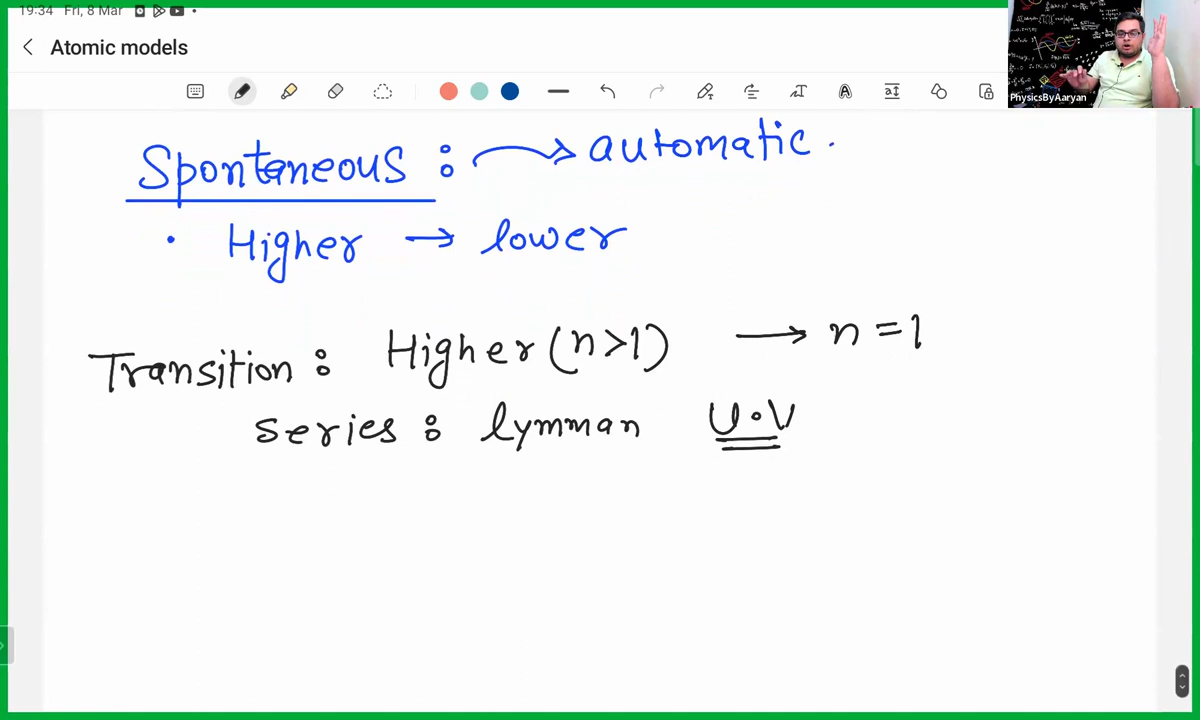 19:34 Fri, 8 Mar
Atomic models
PhysicsByAaryan
Spontaneous : → automatic.
• Higher → lower
Transition : Higher (n>1) → n = 1
series : lymman U.V